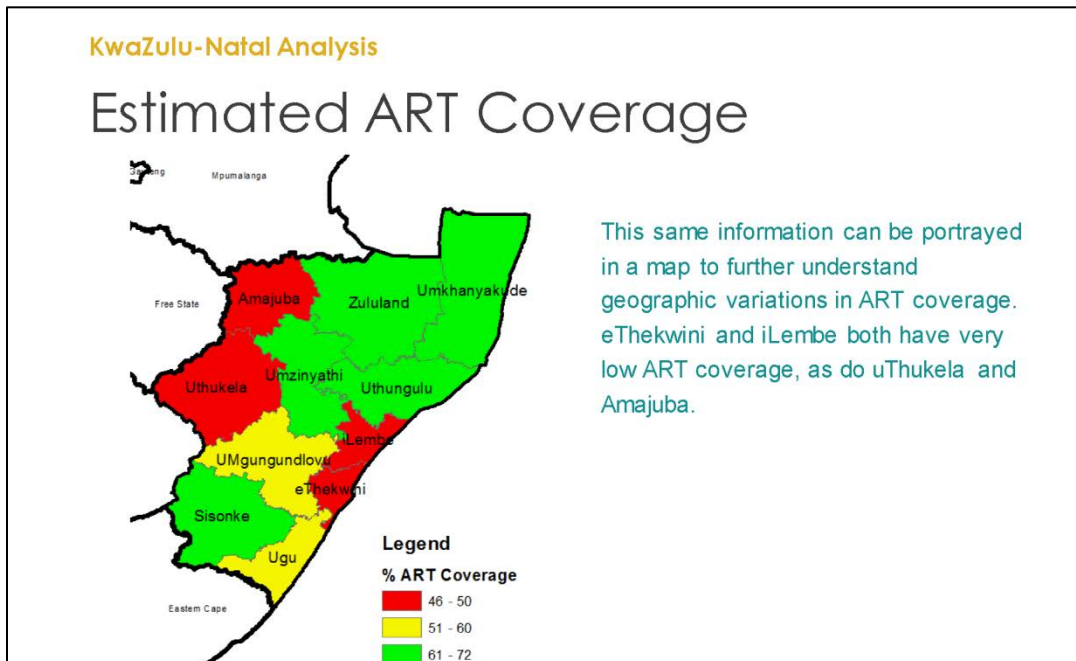 KwaZulu-Natal Analysis
Estimated ART Coverage
Mpumalanga
Free State
Amajuba
Zululand
Umkhanyakude
Uthukela
Umzinyathi
Uthungulu
iLembe
UMgungundlovu
eThekwini
Sisonke
Ugu
Eastern Cape
Legend
% ART Coverage
46 - 50
51 - 60
61 - 72
This same information can be portrayed
in a map to further understand
geographic variations in ART coverage.
eThekwini and iLembe both have very
low ART coverage, as do uThukela and
Amajuba.